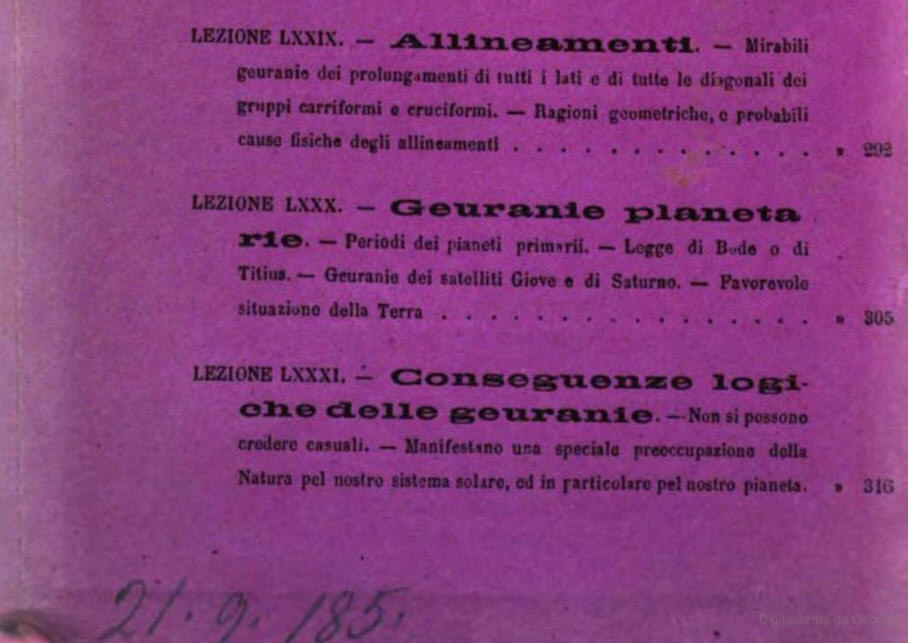 LEZIONE LXXIX. — Allineamenti. — Mirabili
geuranie dei prolungamenti di tutti i lati e di tutte le diagonali dei
gruppi carriformi e cruciformi. — Ragioni geometriche, e probabili
cause fisiche degli allineamenti . . . . . . . . . . . . . » 292
LEZIONE LXXX. — Geuranie planeta
rie. — Periodi dei pianeti primarii. — Legge di Bode o di
Titius. — Geuranie dei satelliti Giove e di Saturno. — Favorevole
situazione della Terra . . . . . . . . . . . . . . . . » 305
LEZIONE LXXXI. — Conseguenze logi-
che delle geuranie. — Non si possono
credere casuali. — Manifestano una speciale preoccupazione della
Natura pel nostro sistema solare, ed in particolare pel nostro pianeta. » 316
21. 9. 185.
Digitalizzato da Google